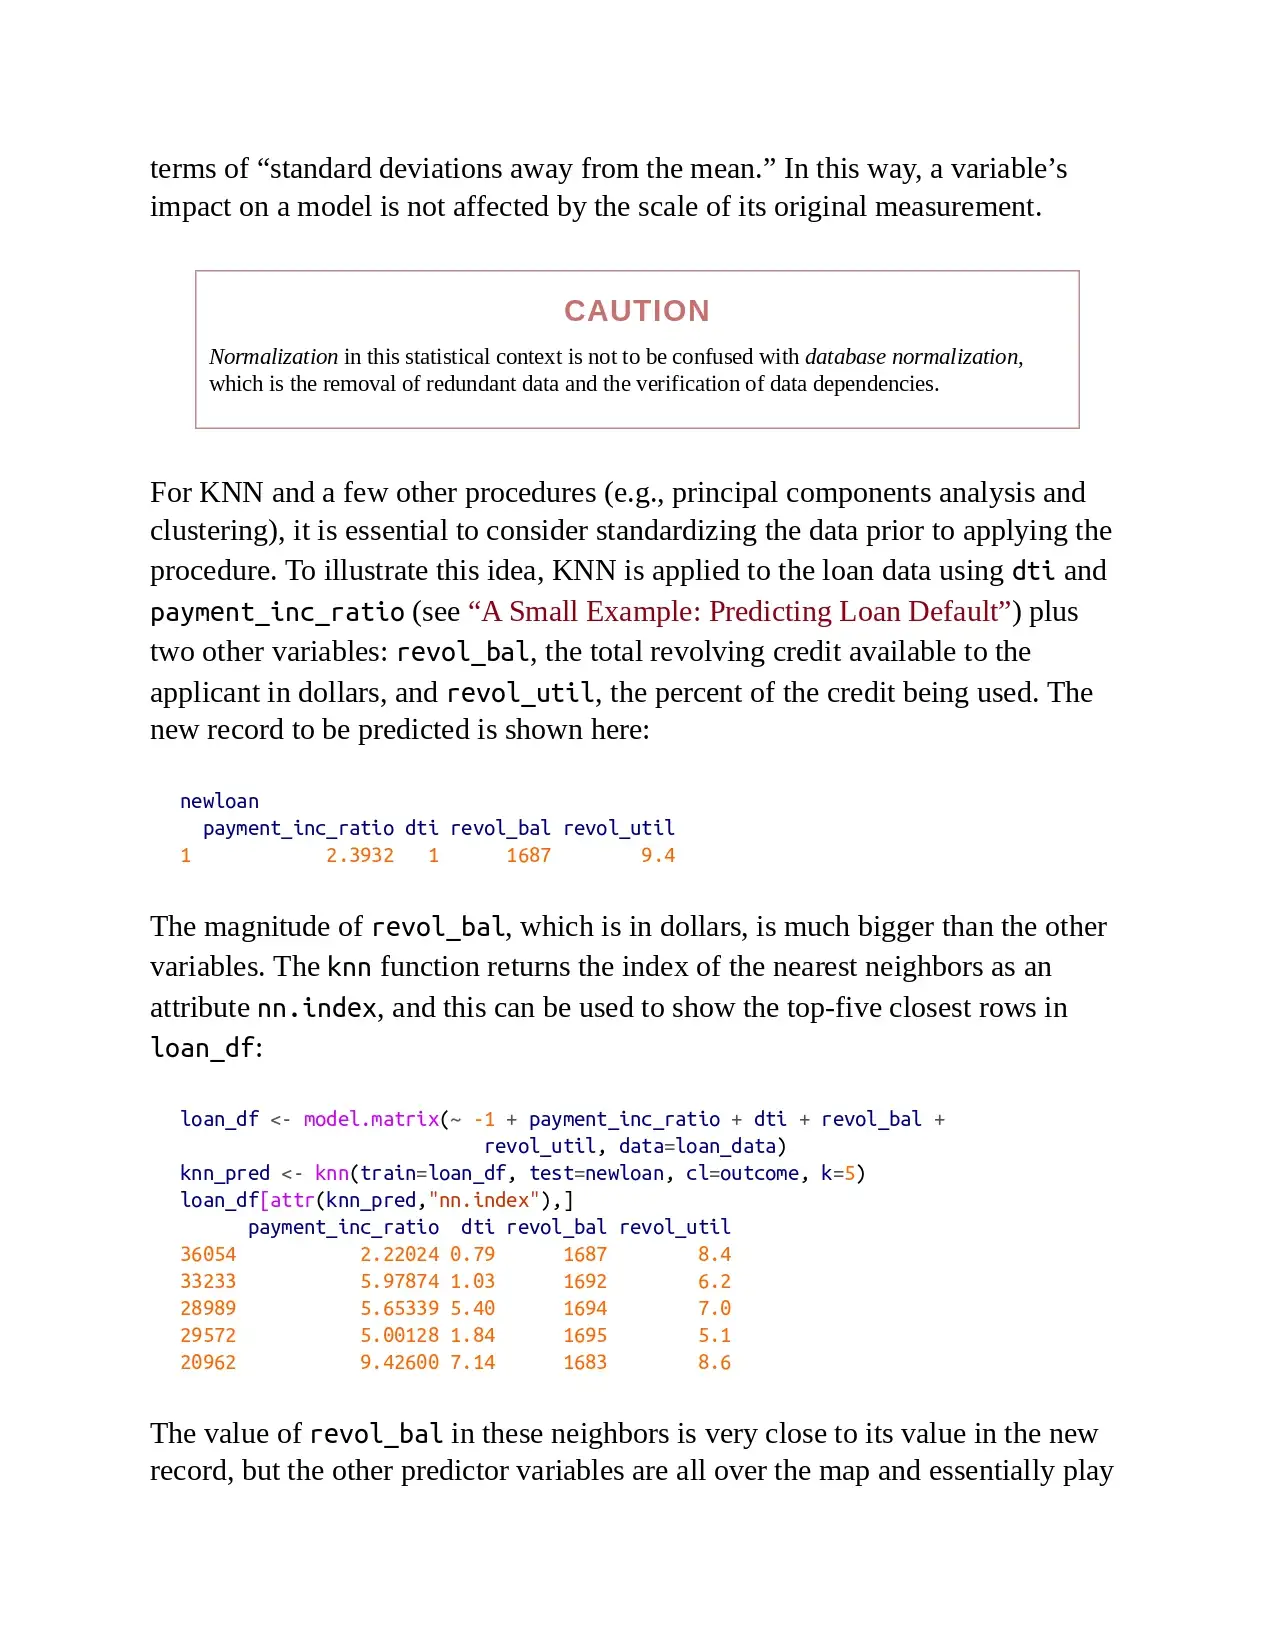 terms of “standard deviations away from the mean.” In this way, a variable’s
impact on a model is not affected by the scale of its original measurement.
CAUTION
Normalization in this statistical context is not to be confused with database normalization,
which is the removal of redundant data and the verification of data dependencies.
For KNN and a few other procedures (e.g., principal components analysis and
clustering), it is essential to consider standardizing the data prior to applying the
procedure. To illustrate this idea, KNN is applied to the loan data using dti and
payment_inc_ratio (see “A Small Example: Predicting Loan Default”) plus
two other variables: revol_bal, the total revolving credit available to the
applicant in dollars, and revol_util, the percent of the credit being used. The
new record to be predicted is shown here:
newloan
  payment_inc_ratio dti revol_bal revol_util
1            2.3932   1      1687        9.4
The magnitude of revol_bal, which is in dollars, is much bigger than the other
variables. The knn function returns the index of the nearest neighbors as an
attribute nn.index, and this can be used to show the top-five closest rows in
loan_df:
loan_df <- model.matrix(~ -1 + payment_inc_ratio + dti + revol_bal +
                           revol_util, data=loan_data)
knn_pred <- knn(train=loan_df, test=newloan, cl=outcome, k=5)
loan_df[attr(knn_pred,"nn.index"),]
      payment_inc_ratio  dti revol_bal revol_util
36054           2.22024 0.79      1687        8.4
33233           5.97874 1.03      1692        6.2
28989           5.65339 5.40      1694        7.0
29572           5.00128 1.84      1695        5.1
20962           9.42600 7.14      1683        8.6
The value of revol_bal in these neighbors is very close to its value in the new
record, but the other predictor variables are all over the map and essentially play